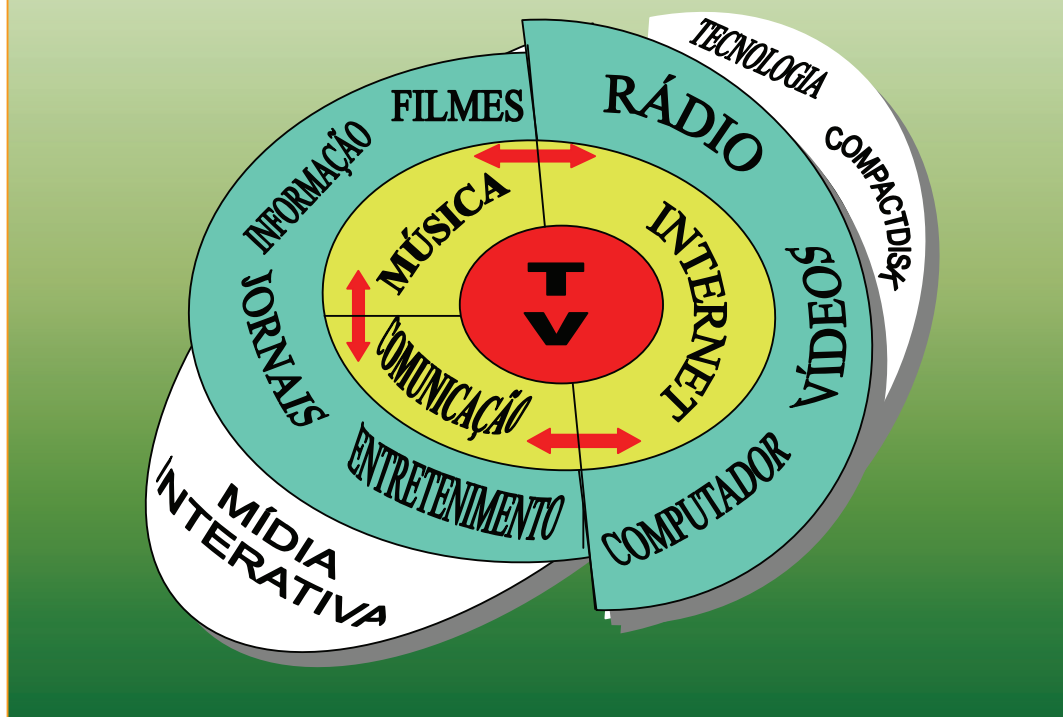 TECNOLOGIA
COMPACTDISK
RÁDIO
FILMES
INFORMAÇÃO
JORNAIS
ENTRETENIMENTO
COMPUTADOR
VÍDEOS
MÚSICA
INTERNET
COMUNICAÇÃO
T
V
MÍDIA
INTERATIVA